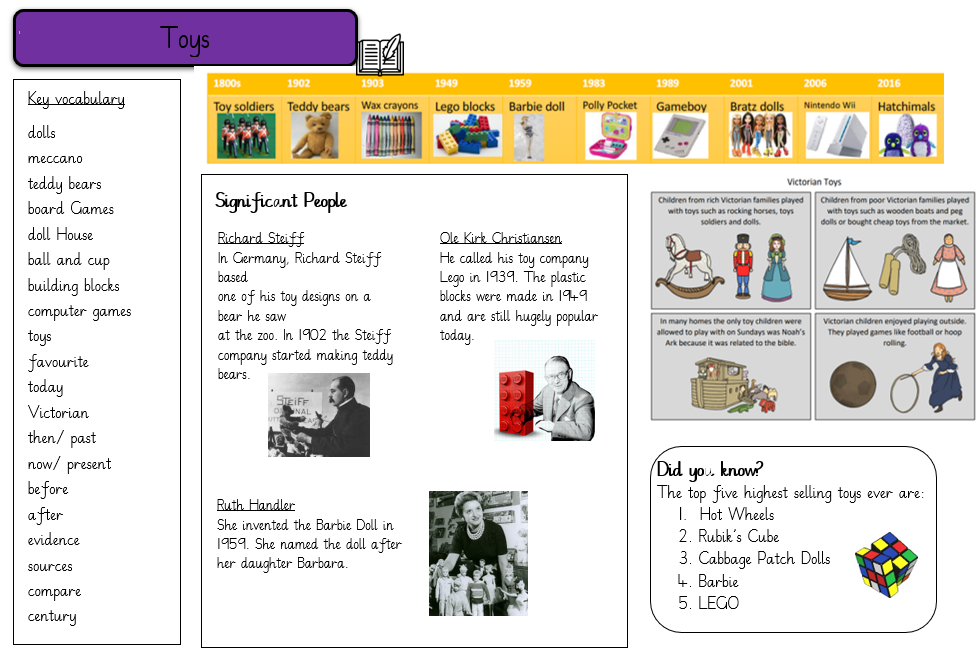 Toys
Key vocabulary
dolls
meccano
teddy bears
board Games
doll House
ball and cup
building blocks
computer games
toys
favourite
today
Victorian
then/ past
now/ present
before
after
evidence
sources
compare
century
1800s 1902 1903 1949 1959 1983 1989 2001 2006 2016
Toy soldiers Teddy bears Wax crayons Lego blocks Barbie doll Polly Pocket Gameboy Bratz dolls Nintendo Wii Hatchimals
Significant People
Richard Steiff
In Germany, Richard Steiff
based
one of his toy designs on a
bear he saw
at the zoo. In 1902 the Steiff
company started making teddy
bears.
STEIFF
Ole Kirk Christiansen
He called his toy company
Lego in 1939. The plastic
blocks were made in 1949
and are still hugely popular
today.
Ruth Handler
She invented the Barbie Doll in
1959. She named the doll after
her daughter Barbara.
Victorian Toys
Children from rich Victorian families played
with toys such as rocking horses, toys
soldiers and dolls.
Children from poor Victorian families played
with toys such as wooden boats and peg
dolls or bought cheap toys from the market.
In many homes the only toy children were
allowed to play with on Sundays was Noah's
Ark because it was related to the bible.
Victorian children enjoyed playing outside.
They played games like football or hoop
rolling.
Did you know?
The top five highest selling toys ever are:
1. Hot Wheels
2. Rubik's Cube
3. Cabbage Patch Dolls
4. Barbie
5. LEGO